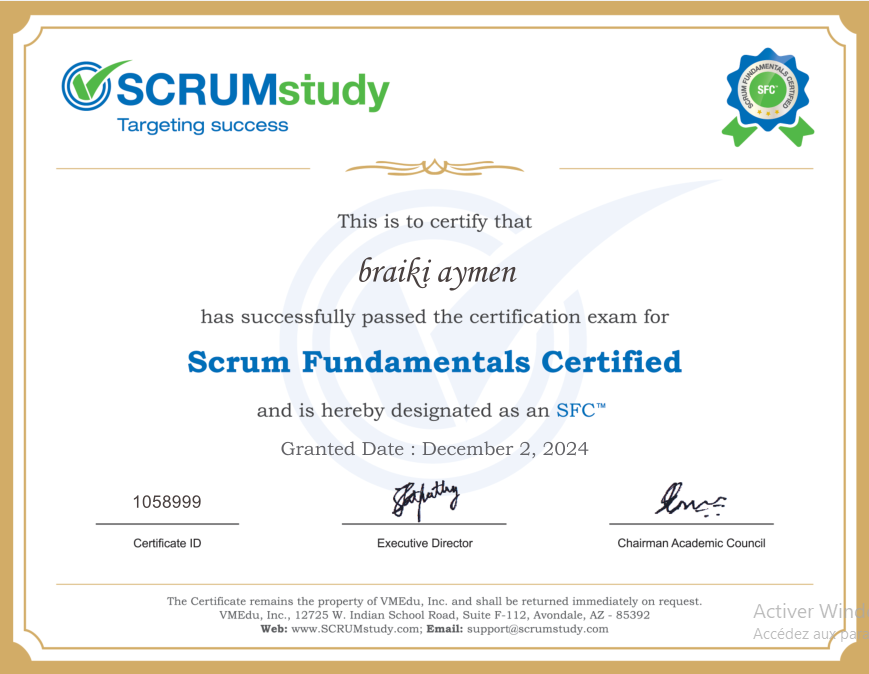 SCRUMstudy
Targeting success
SCRUM FUNDAMENTALS CERTIFIED
SFC™
This is to certify that
braiki aymen
has successfully passed the certification exam for
Scrum Fundamentals Certified
and is hereby designated as an SFC™
Granted Date : December 2, 2024
1058999
Certificate ID
Executive Director
Chairman Academic Council
The Certificate remains the property of VMEdu, Inc. and shall be returned immediately on request.
VMEdu, Inc., 12725 W. Indian School Road, Suite F-112, Avondale, AZ - 85392
Web: www.SCRUMstudy.com; Email: support@scrumstudy.com
Activer Wind
Accédez aux pa